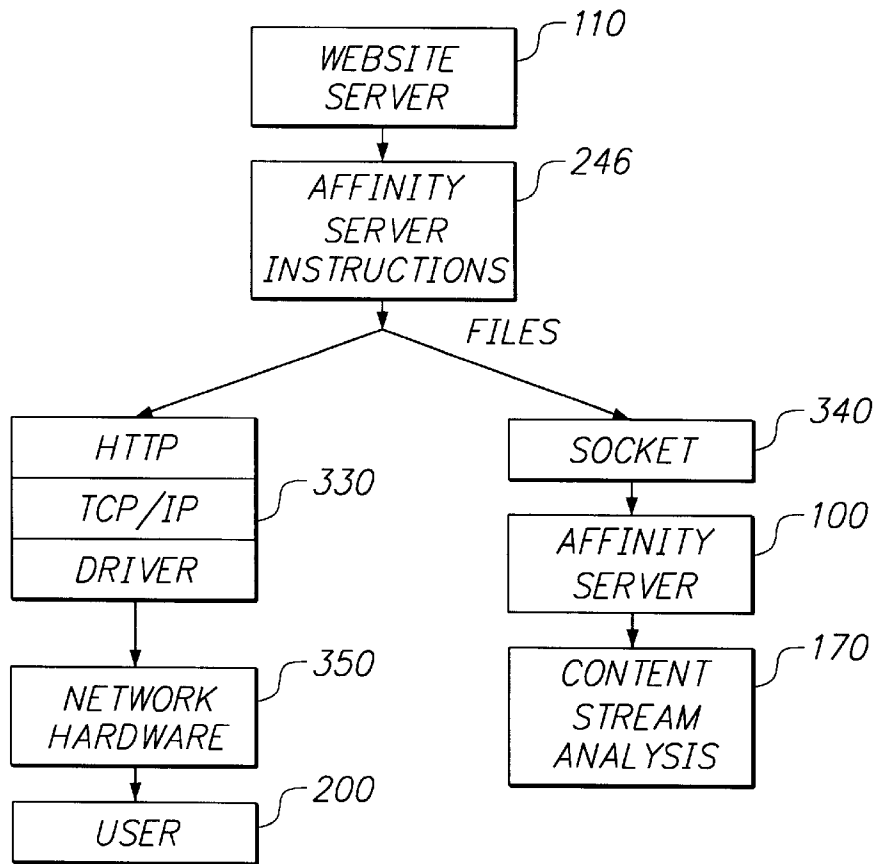 110
WEBSITE
SERVER
246
AFFINITY
SERVER
INSTRUCTIONS
FILES
HTTP
TCP/IP
DRIVER
330
NETWORK
HARDWARE
350
USER
200
SOCKET
340
AFFINITY
SERVER
100
CONTENT
STREAM
ANALYSIS
170